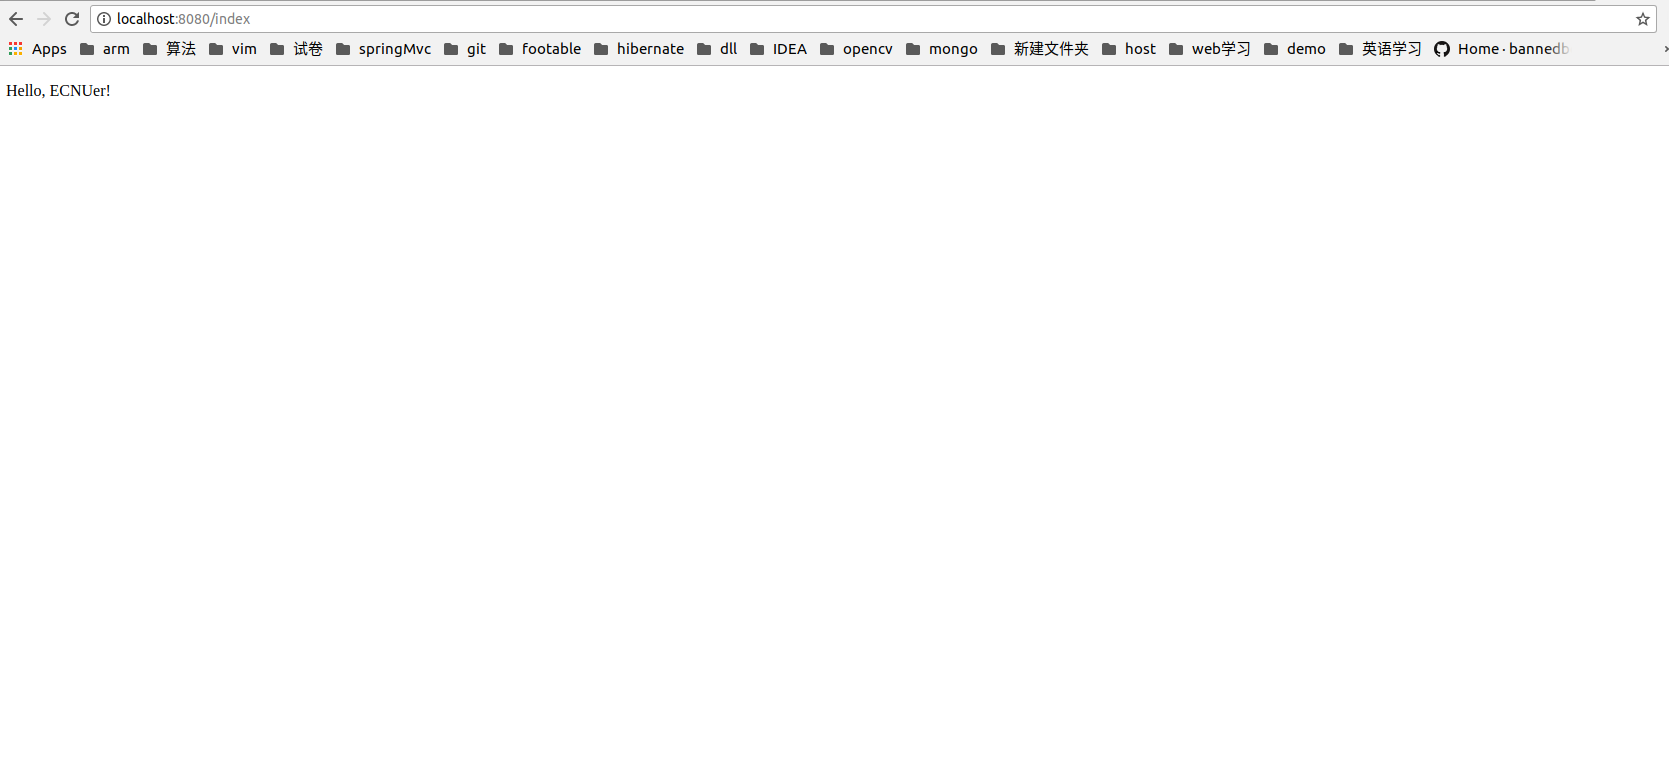 localhost:8080/index
Apps arm 算法 vim 试卷 springMvc git footable hibernate dll IDEA opencv mongo 新建文件夹 host web学习 demo 英语学习 Home · bannedb
Hello, ECNUer!